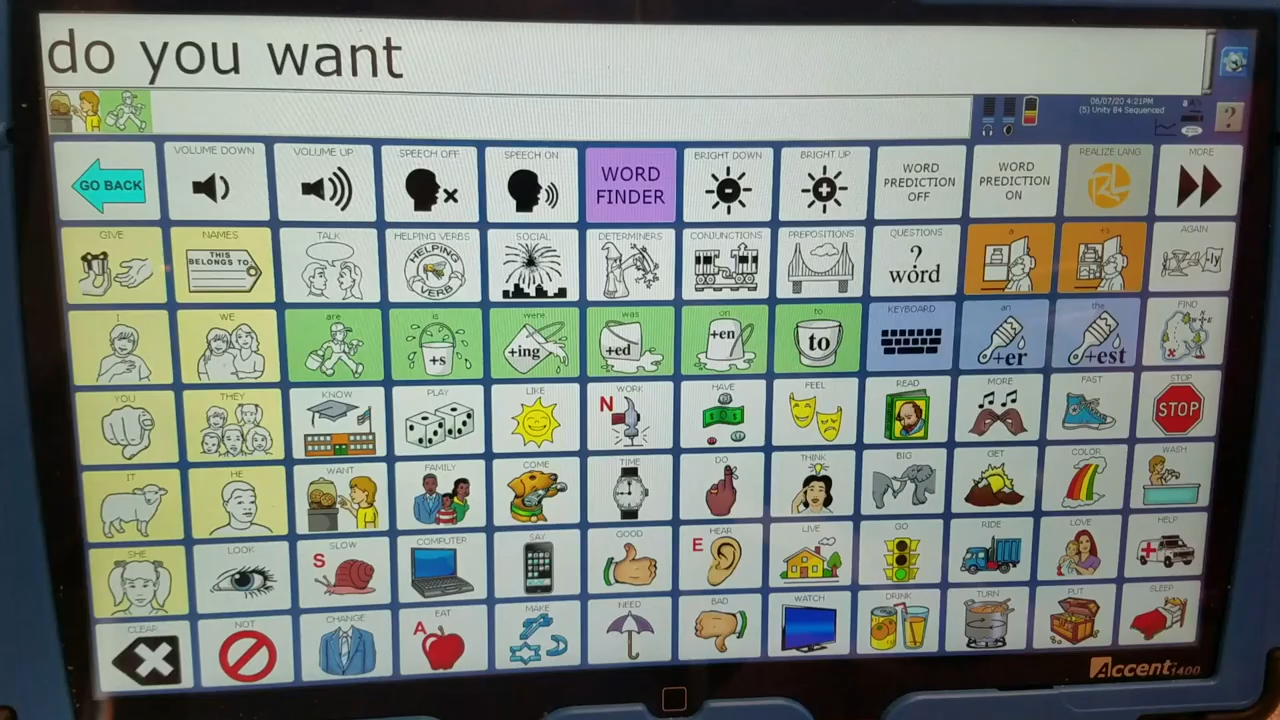 do you want
06/07/20 4:21PM
(5) Unity 84 Sequenced
?
GO BACK
VOLUME DOWN
VOLUME UP
SPEECH OFF
SPEECH ON
WORD FINDER
BRIGHT DOWN
BRIGHT UP
WORD PREDICTION OFF
WORD PREDICTION ON
REALIZE LANG
MORE
GIVE
NAMES
THIS BELONGS TO
TALK
HELPING VERBS
HELPING VERB
SOCIAL
DETERMINERS
CONJUNCTIONS
PREPOSITIONS
QUESTIONS
? word
a
+s
AGAIN
-ly
I
WE
are
is
+s
were
+ing
was
+ed
on
+en
to
to
KEYBOARD
an
+er
the
+est
FIND
YOU
THEY
KNOW
PLAY
LIKE
WORK
N
HAVE
FEEL
READ
MORE
FAST
STOP
STOP
IT
HE
WANT
FAMILY
COME
TIME
DO
THINK
BIG
GET
COLOR
WASH
SHE
LOOK
SLOW
S
COMPUTER
SAY
GOOD
HEAR
E
LIVE
GO
RIDE
LOVE
HELP
CLEAR
NOT
CHANGE
EAT
A
MAKE
NEED
BAD
WATCH
DRINK
TURN
PUT
SLEEP
Accent 1400